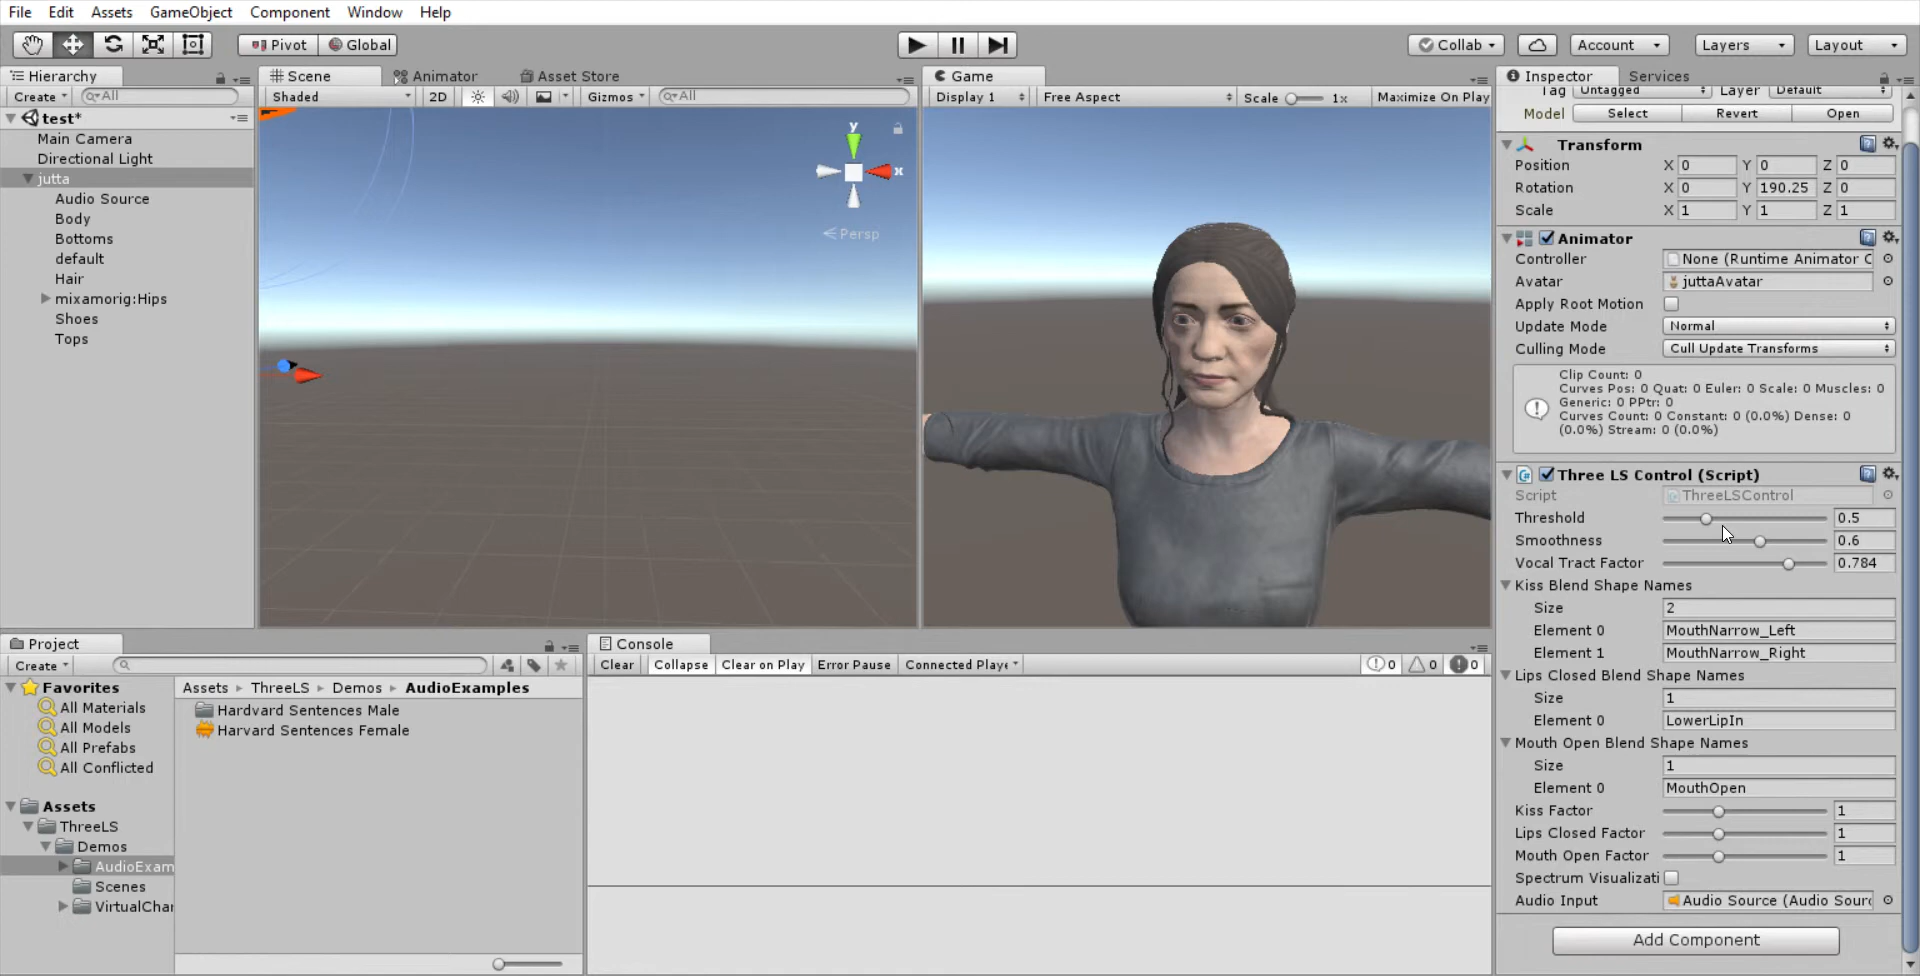 File Edit Assets GameObject Component Window Help
Pivot Global Collab Account Layers Layout
Hierarchy
Create All
test*
Main Camera
Directional Light
jutta
Audio Source
Body
Bottoms
default
Hair
mixamorig:Hips
Shoes
Tops
Scene Animator Asset Store
Shaded 2D Gizmos All
y
x
Persp
Game
Display 1 Free Aspect Scale 1x Maximize On Play
Inspector Services
Tag Untagged Layer Default
Model Select Revert Open
Transform
Position X 0 Y 0 Z 0
Rotation X 0 Y 190.25 Z 0
Scale X 1 Y 1 Z 1
Animator
Controller None (Runtime Animator C
Avatar juttaAvatar
Apply Root Motion
Update Mode Normal
Culling Mode Cull Update Transforms
Clip Count: 0
Curves Pos: 0 Quat: 0 Euler: 0 Scale: 0 Muscles: 0
Generic: 0 PPtr: 0
Curves Count: 0 Constant: 0 (0.0%) Dense: 0
(0.0%) Stream: 0 (0.0%)
Three LS Control (Script)
Script ThreeLSControl
Threshold 0.5
Smoothness 0.6
Vocal Tract Factor 0.784
Kiss Blend Shape Names
Size 2
Element 0 MouthNarrow_Left
Element 1 MouthNarrow_Right
Lips Closed Blend Shape Names
Size 1
Element 0 LowerLipIn
Mouth Open Blend Shape Names
Size 1
Element 0 MouthOpen
Kiss Factor 1
Lips Closed Factor 1
Mouth Open Factor 1
Spectrum Visualizati
Audio Input Audio Source (Audio Sour
Add Component
Project
Create
Favorites
All Materials
All Models
All Prefabs
All Conflicted
Assets
ThreeLS
Demos
AudioExam
Scenes
VirtualChar
Assets ThreeLS Demos AudioExamples
Hardvard Sentences Male
Harvard Sentences Female
Console
Clear Collapse Clear on Play Error Pause Connected Playe 0 0 0